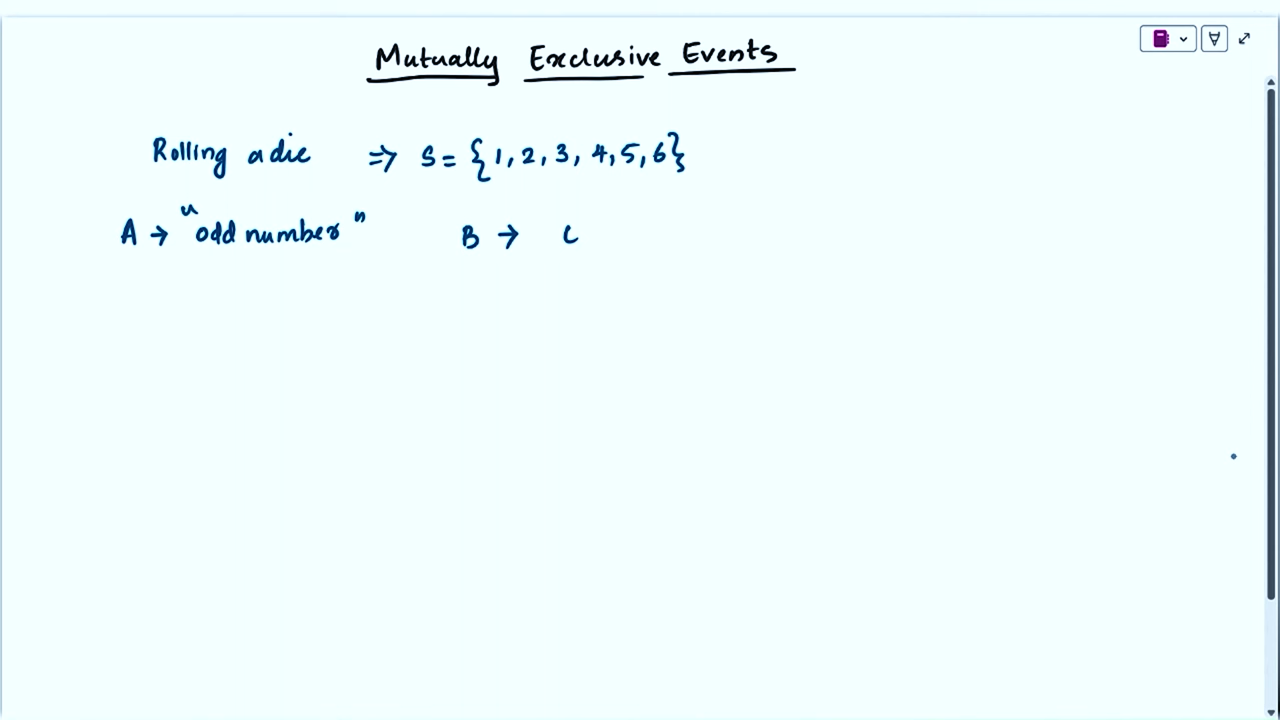 Mutually Exclusive Events
Rolling a die ⇒ S = {1, 2, 3, 4, 5, 6}
A → "odd number" B →